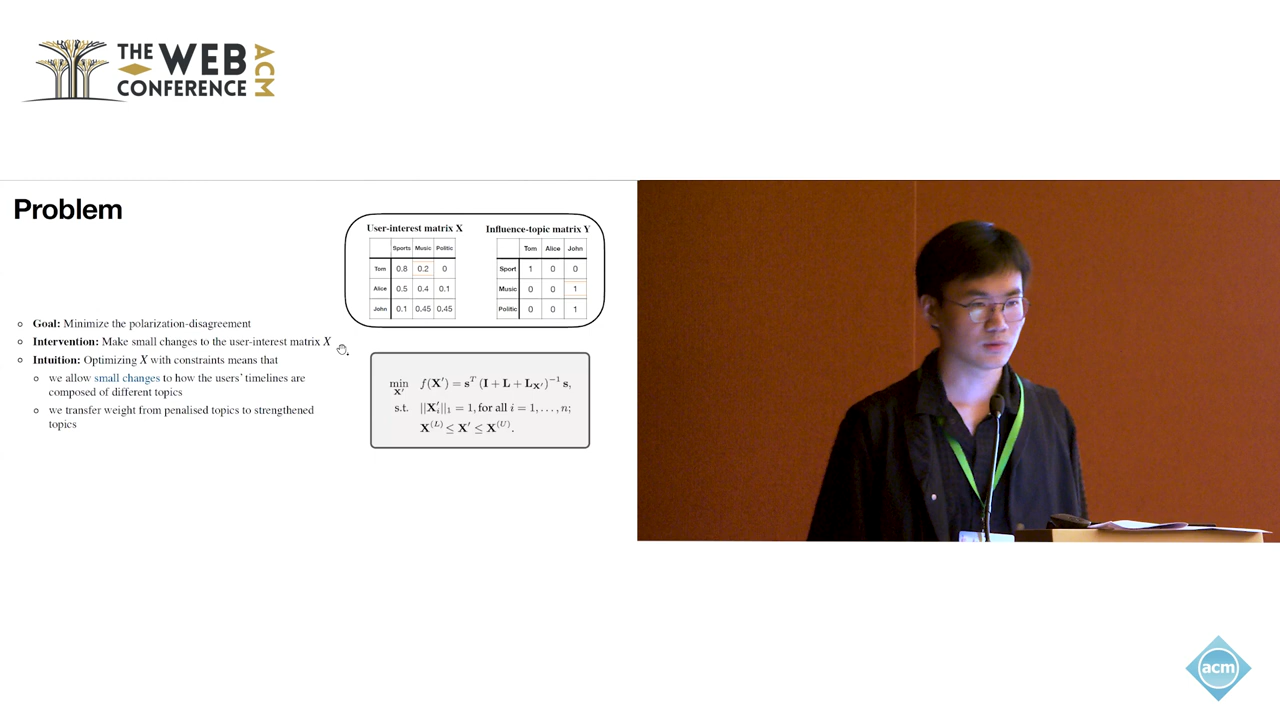 THE WEB
CONFERENCE
ACM
Problem
User-interest matrix X
Sports Music Politic
Tom 0.8 0.2 0
Alice 0.5 0.4 0.1
John 0.1 0.45 0.45
Influence-topic matrix Y
Tom Alice John
Sport 1 0 0
Music 0 0 1
Politic 0 0 1
Goal: Minimize the polarization-disagreement
Intervention: Make small changes to the user-interest matrix X
Intuition: Optimizing X with constraints means that
we allow small changes to how the users' timelines are
composed of different topics
we transfer weight from penalised topics to strengthened
topics
min_{X'} f(X') = s^T (I + L + L_{X'})^{-1} s,
s.t. ||X'_i||_1 = 1, for all i = 1, . . . , n;
X^{(L)} ≤ X' ≤ X^{(U)}.
acm